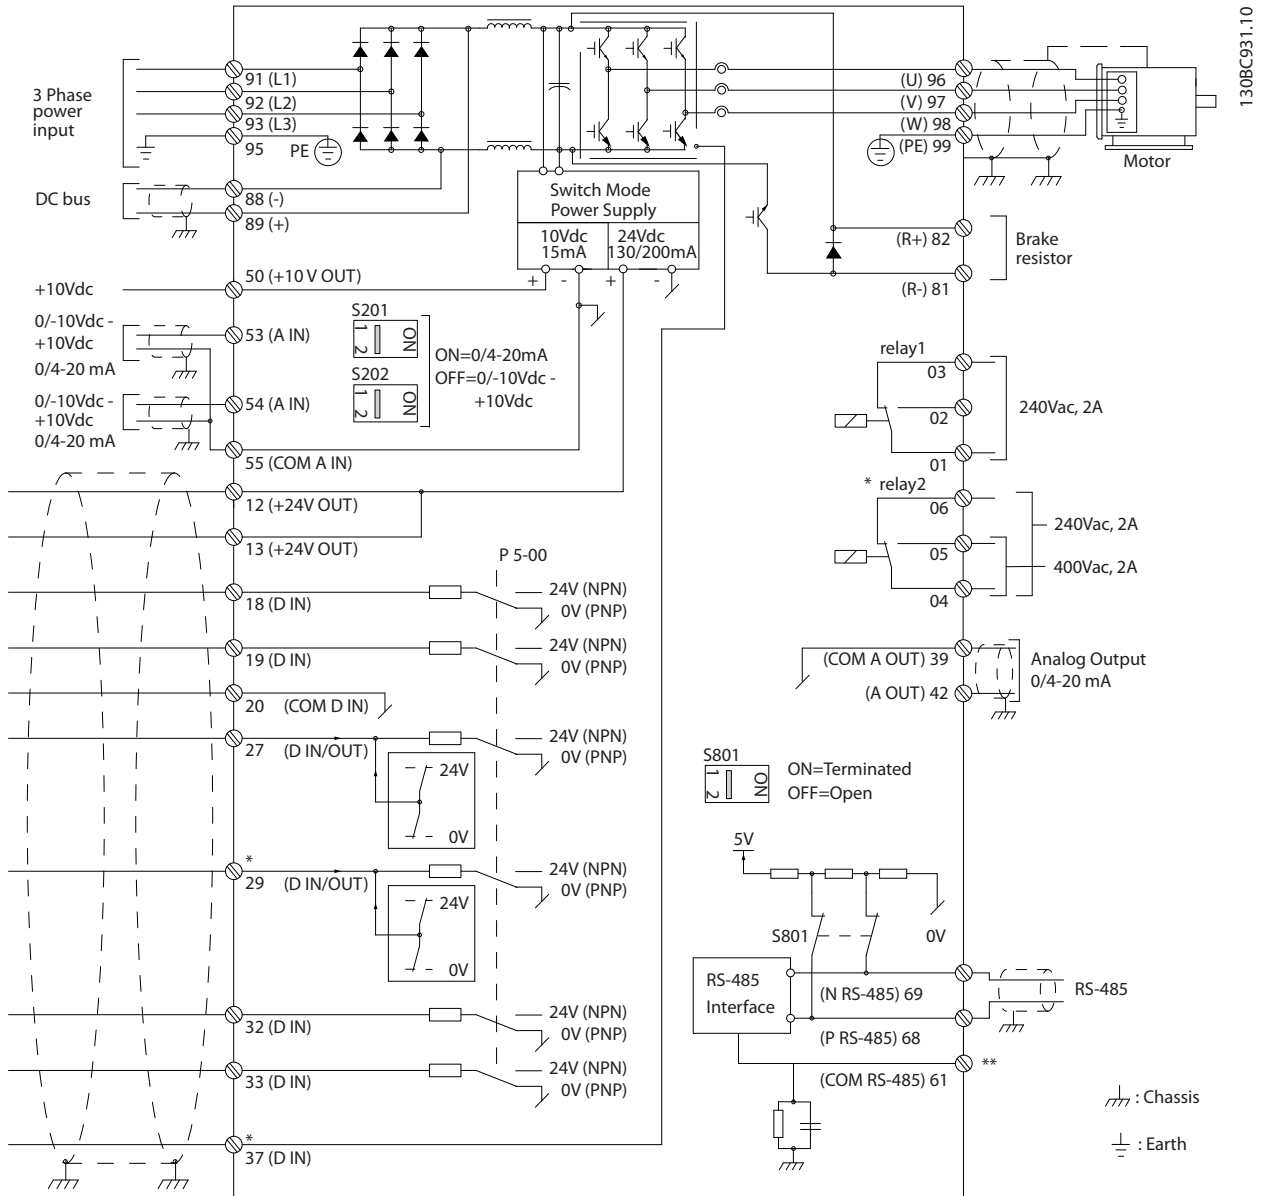 130BC931.10
3 Phase
power
input
91 (L1)
92 (L2)
93 (L3)
95
PE
DC bus
88 (-)
89 (+)
Switch Mode
Power Supply
10Vdc
15mA
24Vdc
130/200mA
+ - + -
(U) 96
(V) 97
(W) 98
(PE) 99
Motor
(R+) 82
Brake
resistor
(R-) 81
+10Vdc
50 (+10 V OUT)
0/-10Vdc -
+10Vdc
0/4-20 mA
53 (A IN)
S201
1 2
ON
S202
1 2
ON
ON=0/4-20mA
OFF=0/-10Vdc -
+10Vdc
0/-10Vdc -
+10Vdc
0/4-20 mA
54 (A IN)
55 (COM A IN)
12 (+24V OUT)
13 (+24V OUT)
relay1
03
02
01
240Vac, 2A
* relay2
06
05
04
240Vac, 2A
400Vac, 2A
P 5-00
18 (D IN)
24V (NPN)
0V (PNP)
19 (D IN)
24V (NPN)
0V (PNP)
20 (COM D IN)
27 (D IN/OUT)
24V (NPN)
0V (PNP)
24V
0V
*
29 (D IN/OUT)
24V (NPN)
0V (PNP)
24V
0V
32 (D IN)
24V (NPN)
0V (PNP)
33 (D IN)
24V (NPN)
0V (PNP)
*
37 (D IN)
(COM A OUT) 39
(A OUT) 42
Analog Output
0/4-20 mA
S801
1 2
ON
ON=Terminated
OFF=Open
5V
S801
0V
RS-485
Interface
(N RS-485) 69
(P RS-485) 68
(COM RS-485) 61
**
RS-485
: Chassis
: Earth